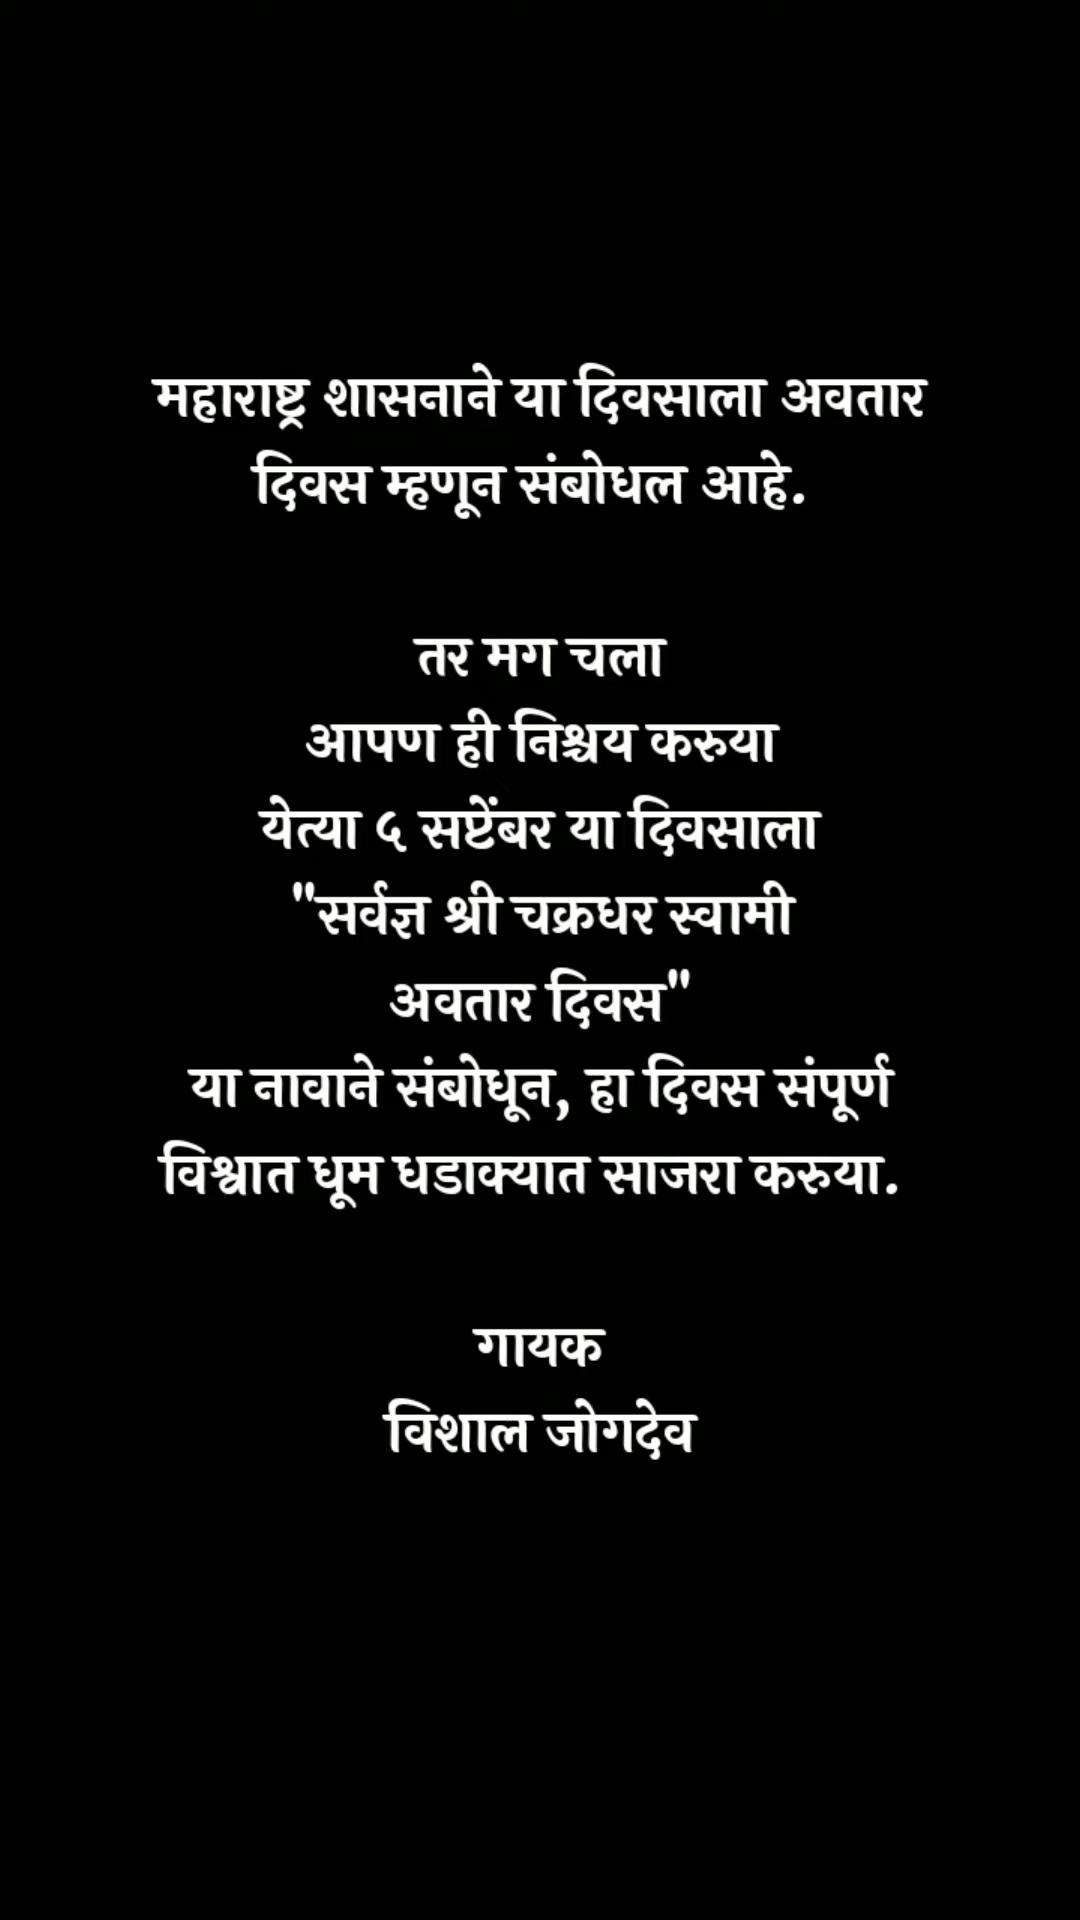 महाराष्ट्र शासनाने या दिवसाला अवतार
दिवस म्हणून संबोधल आहे.
तर मग चला
आपण ही निश्चय करुया
येत्या ५ सप्टेंबर या दिवसाला
"सर्वज्ञ श्री चक्रधर स्वामी
अवतार दिवस"
या नावाने संबोधून, हा दिवस संपूर्ण
विश्वात धूम धडाक्यात साजरा करुया.
गायक
विशाल जोगदेव